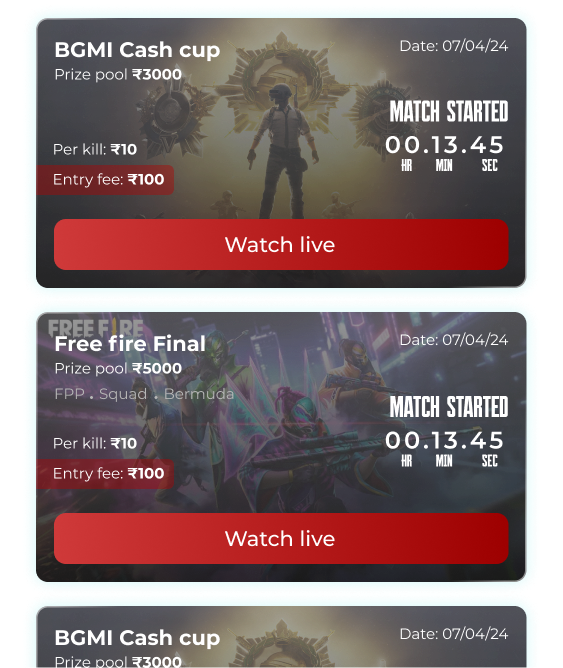 BGMI Cash cup
Date: 07/04/24
Prize pool ₹3000
MATCH STARTED
00.13.45
HR MIN SEC
Per kill: ₹10
Entry fee: ₹100
Watch live
FREE FIRE
Free fire Final
Date: 07/04/24
Prize pool ₹5000
FPP . Squad . Bermuda
MATCH STARTED
00.13.45
HR MIN SEC
Per kill: ₹10
Entry fee: ₹100
Watch live
BGMI Cash cup
Date: 07/04/24
Prize pool ₹3000